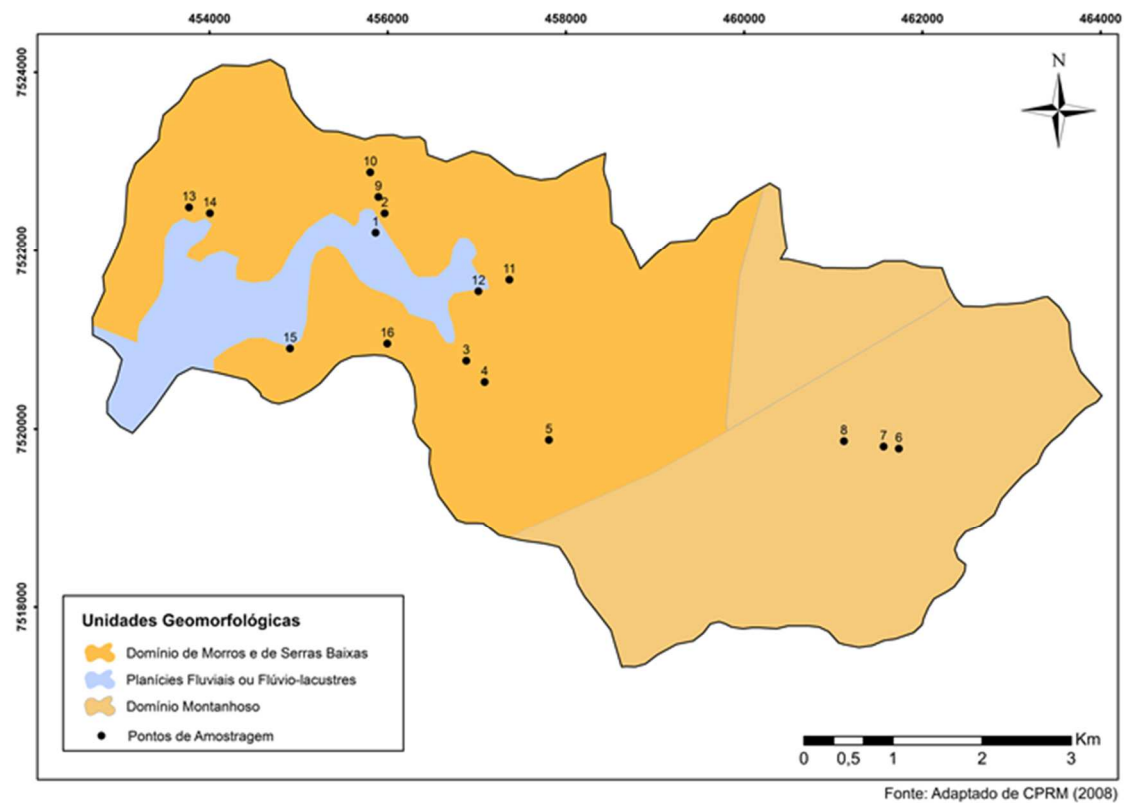 454000 456000 458000 460000 462000 464000
7524000
7522000
7520000
7518000
N
10
9
13 14
2
1
11
12
16
15
3
4
5
8 7 6
Unidades Geomorfológicas
Domínio de Morros e de Serras Baixas
Planícies Fluviais ou Flúvio-lacustres
Domínio Montanhoso
Pontos de Amostragem
Km
0 0,5 1 2 3
Fonte: Adaptado de CPRM (2008)